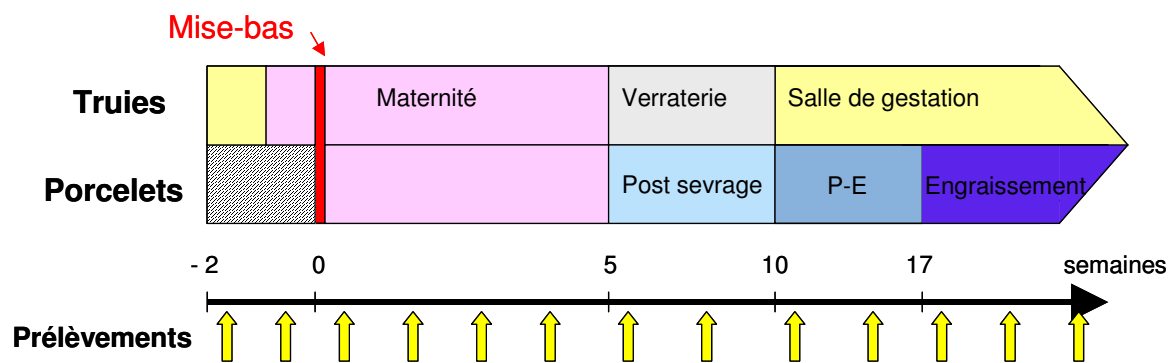 Mise-bas
Truies
Maternité
Verraterie
Salle de gestation
Porcelets
Post sevrage
P-E
Engraissement
- 2 0 5 10 17 semaines
Prélèvements